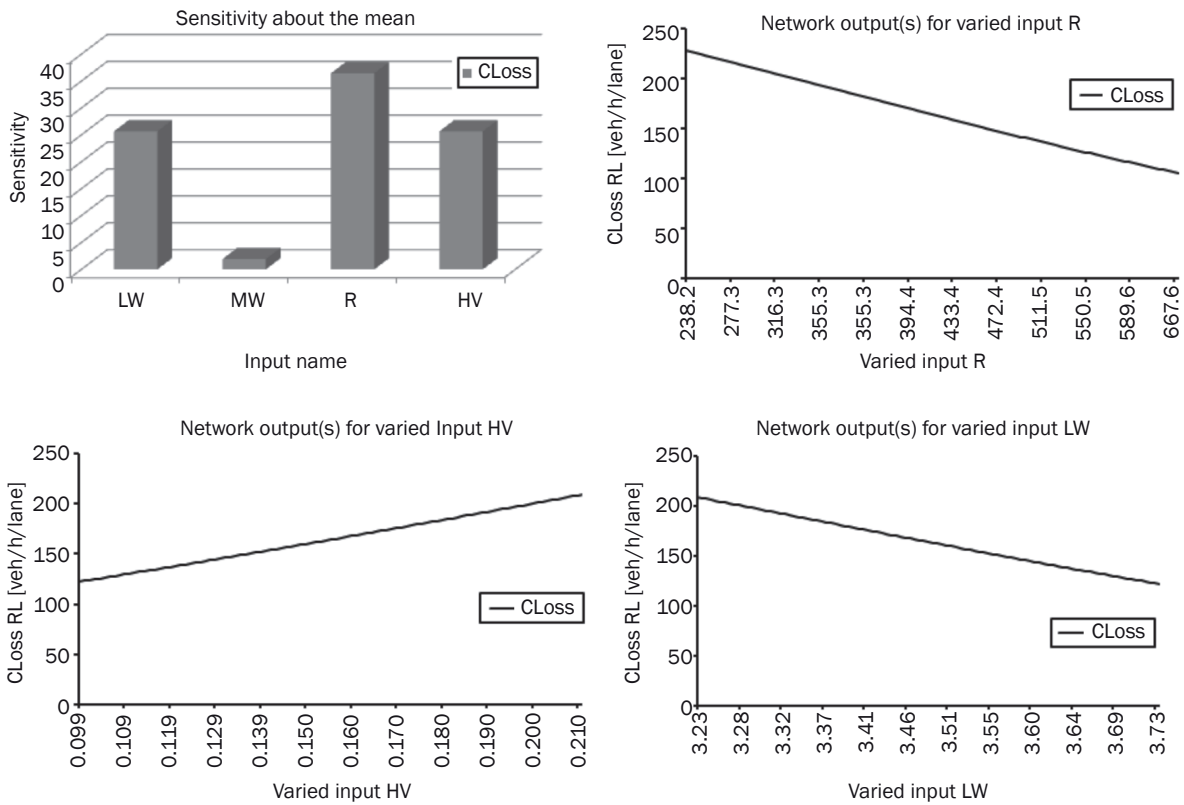 Sensitivity about the mean
Sensitivity
40
35
30
25
20
15
10
5
0
CLoss
LW MW R HV
Input name
Network output(s) for varied input R
CLoss RL [veh/h/lane]
250
200
150
100
50
0
CLoss
238.2 277.3 316.3 355.3 355.3 394.4 433.4 472.4 511.5 550.5 589.6 667.6
Varied input R
Network output(s) for varied Input HV
CLoss RL [veh/h/lane]
250
200
150
100
50
0
CLoss
0.099 0.109 0.119 0.129 0.139 0.150 0.160 0.170 0.180 0.190 0.200 0.210
Varied input HV
Network output(s) for varied input LW
CLoss RL [veh/h/lane]
250
200
150
100
50
0
CLoss
3.23 3.28 3.32 3.37 3.41 3.46 3.51 3.55 3.60 3.64 3.69 3.73
Varied input LW